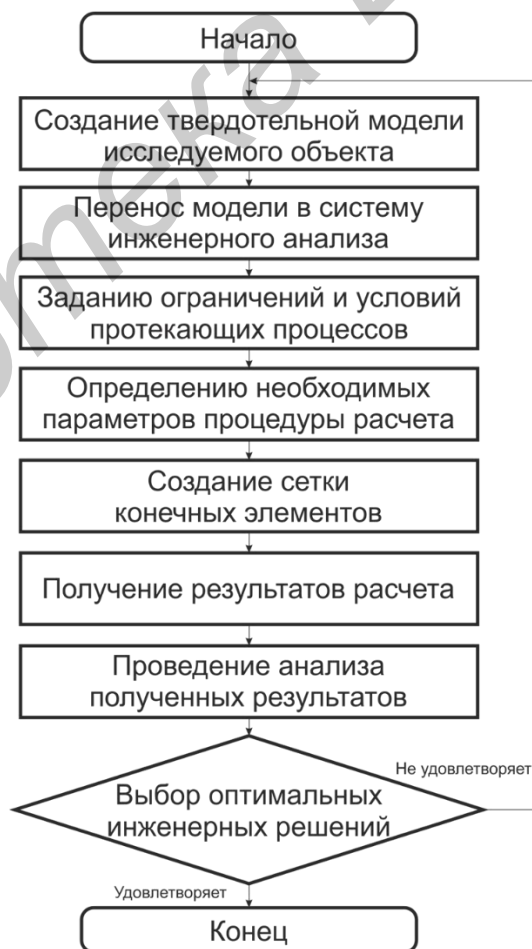 Начало
Создание твердотельной модели
исследуемого объекта
Перенос модели в систему
инженерного анализа
Заданию ограничений и условий
протекающих процессов
Определению необходимых
параметров процедуры расчета
Создание сетки
конечных элементов
Получение результатов расчета
Проведение анализа
полученных результатов
Не удовлетворяет
Выбор оптимальных
инженерных решений
Удовлетворяет
Конец